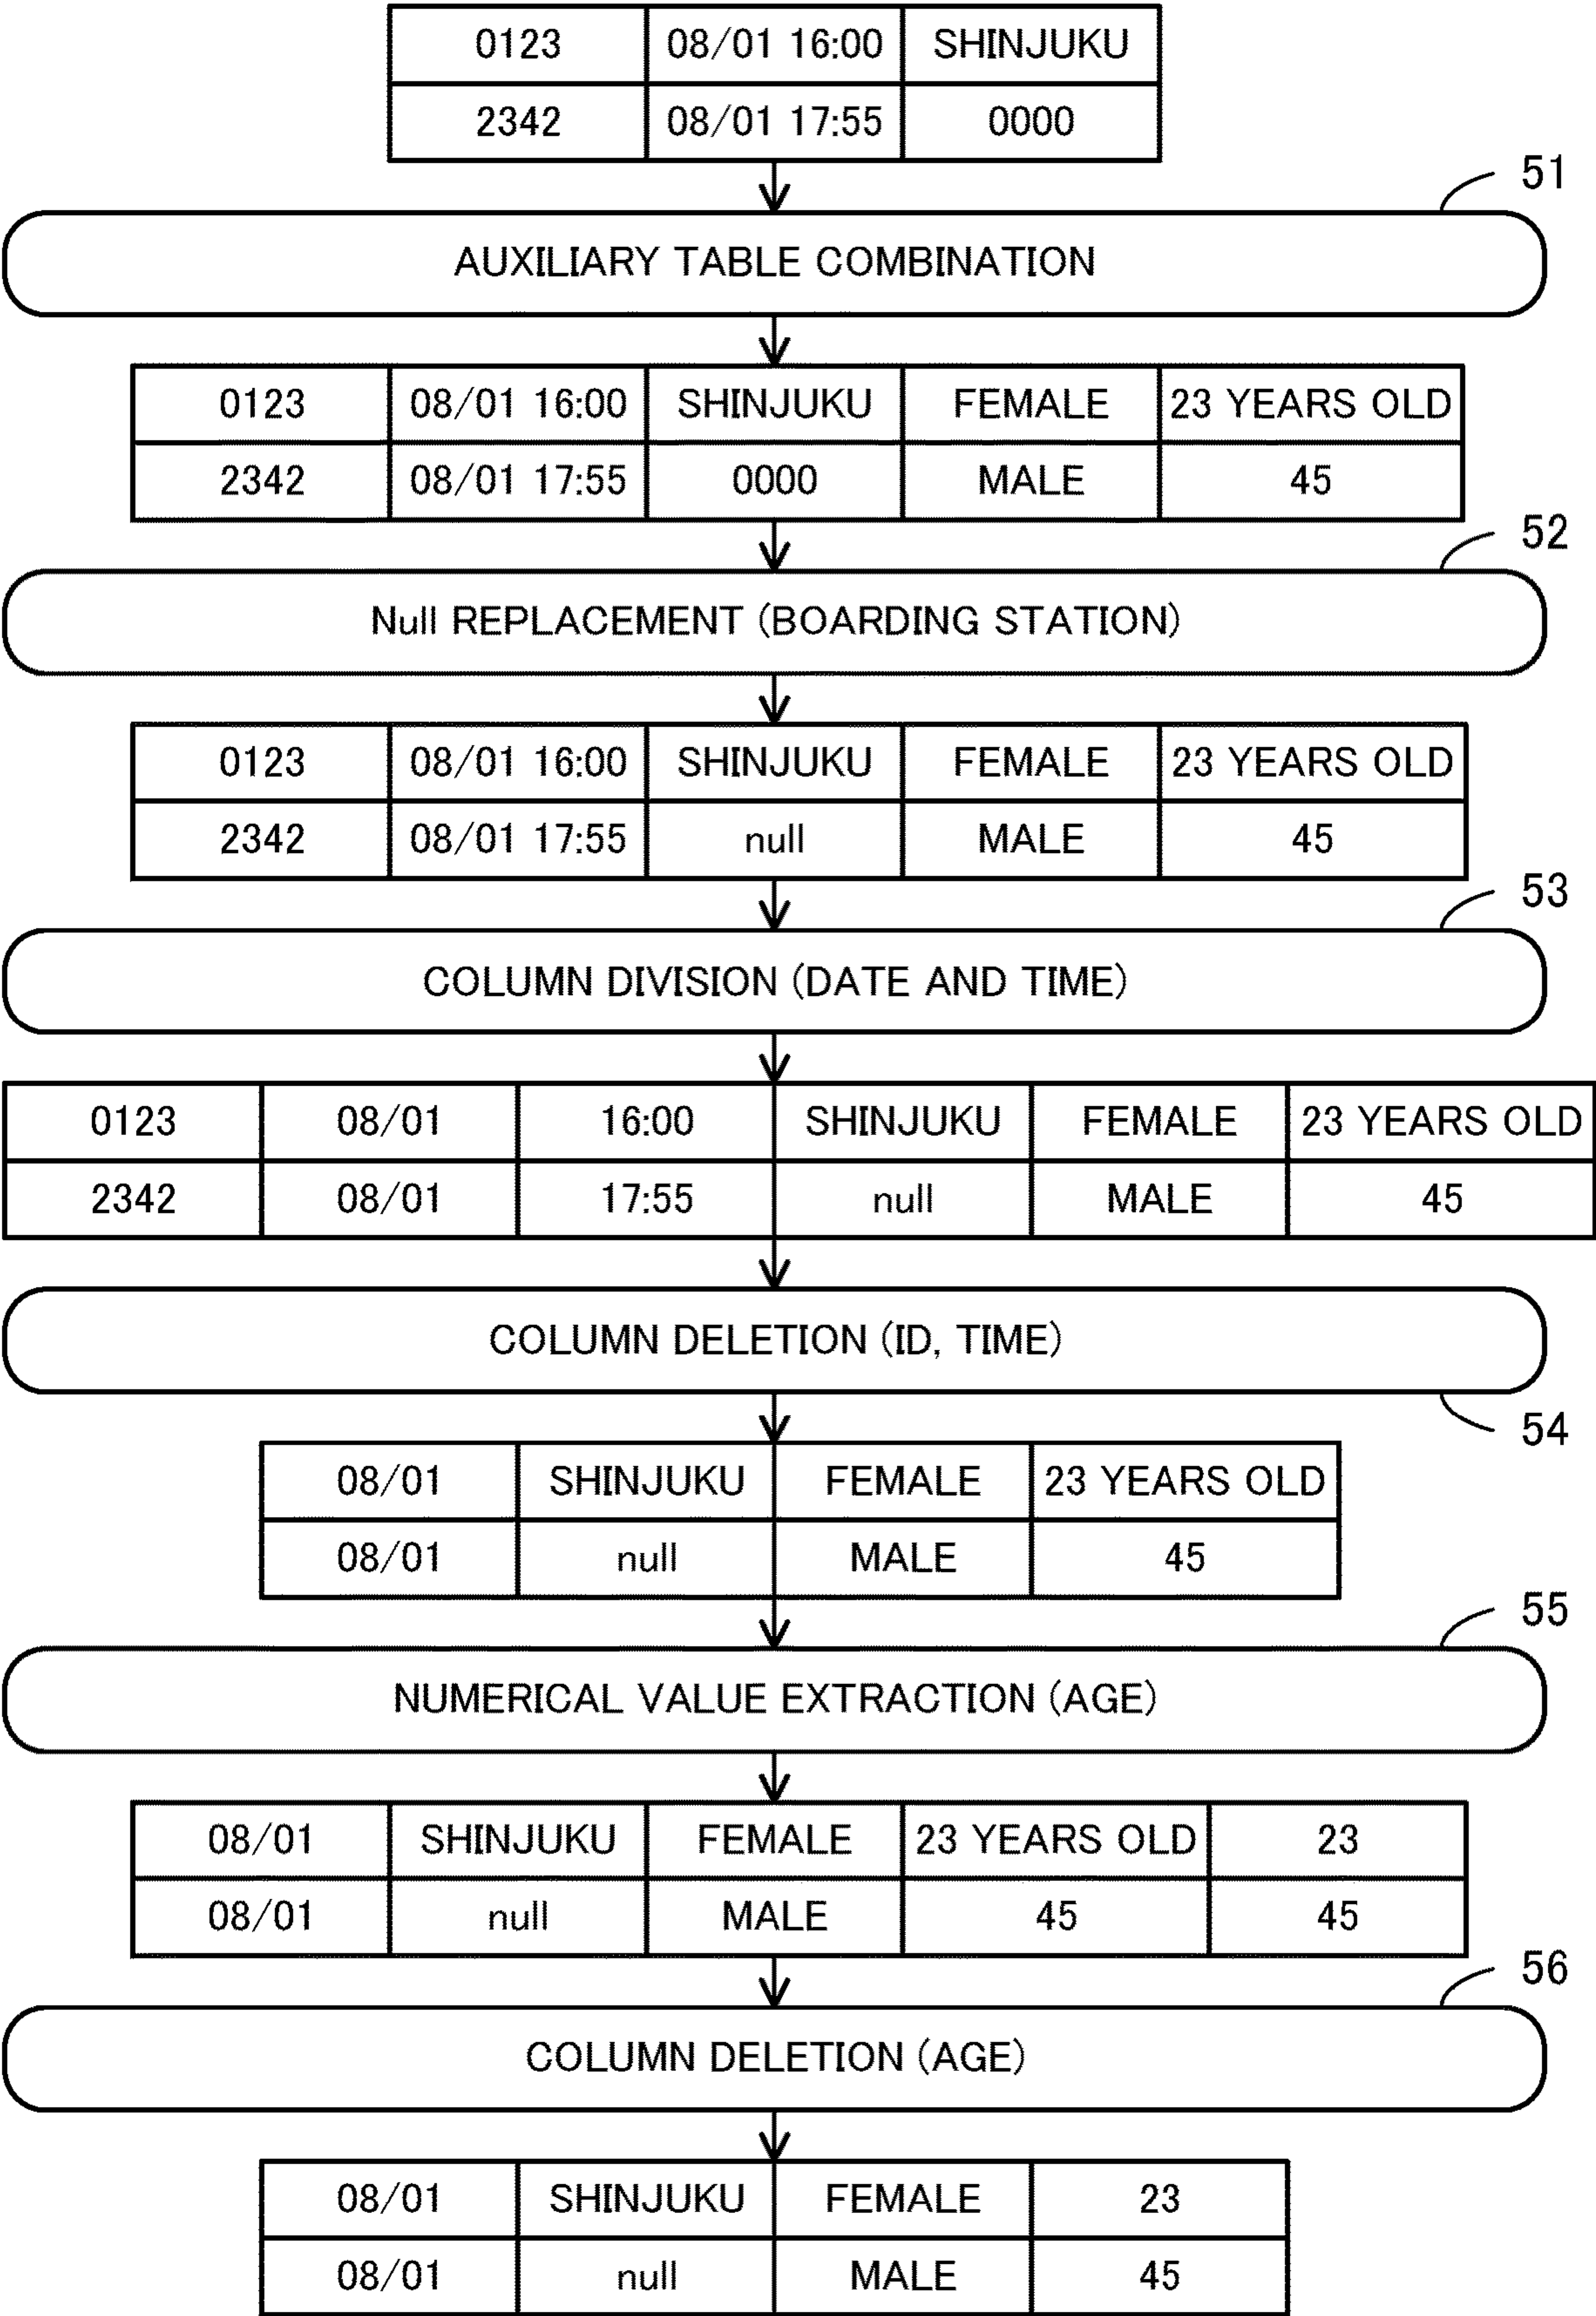 0123 08/01 16:00 SHINJUKU
2342 08/01 17:55 0000
51
AUXILIARY TABLE COMBINATION
0123 08/01 16:00 SHINJUKU FEMALE 23 YEARS OLD
2342 08/01 17:55 0000 MALE 45
52
Null REPLACEMENT (BOARDING STATION)
0123 08/01 16:00 SHINJUKU FEMALE 23 YEARS OLD
2342 08/01 17:55 null MALE 45
53
COLUMN DIVISION (DATE AND TIME)
0123 08/01 16:00 SHINJUKU FEMALE 23 YEARS OLD
2342 08/01 17:55 null MALE 45
COLUMN DELETION (ID, TIME)
54
08/01 SHINJUKU FEMALE 23 YEARS OLD
08/01 null MALE 45
55
NUMERICAL VALUE EXTRACTION (AGE)
08/01 SHINJUKU FEMALE 23 YEARS OLD 23
08/01 null MALE 45 45
56
COLUMN DELETION (AGE)
08/01 SHINJUKU FEMALE 23
08/01 null MALE 45